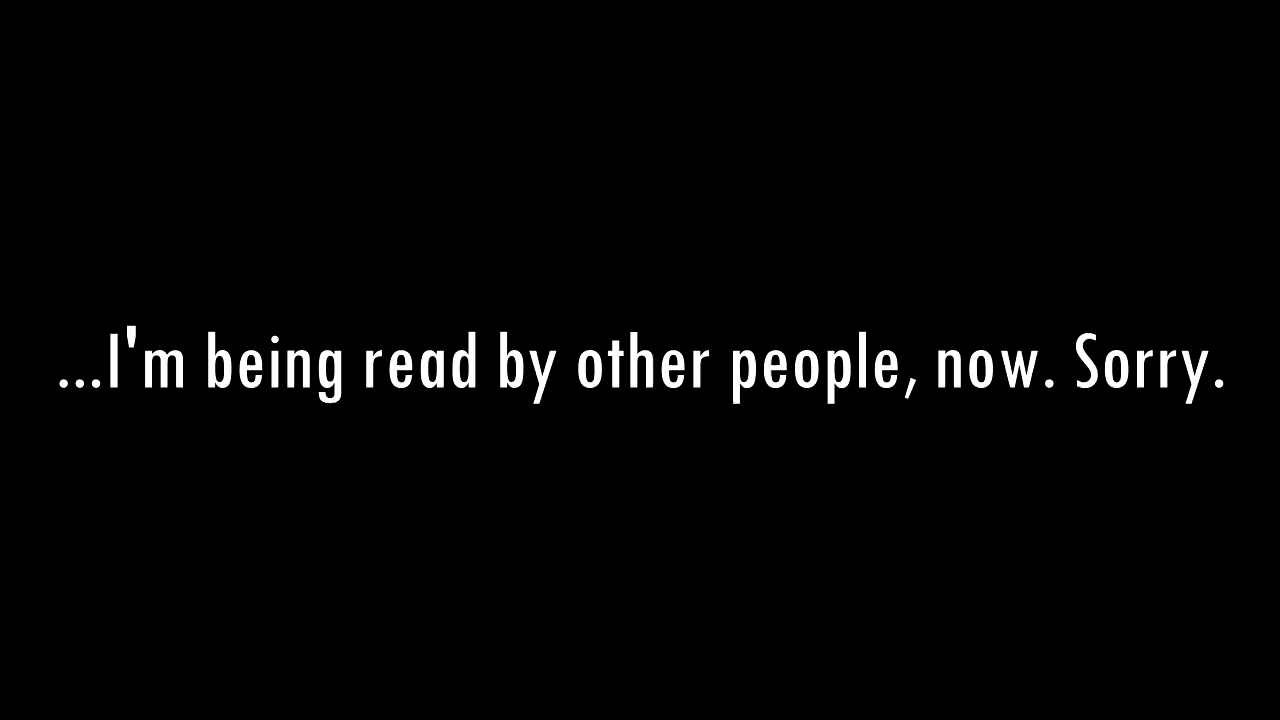 ...I'm being read by other people, now. Sorry.